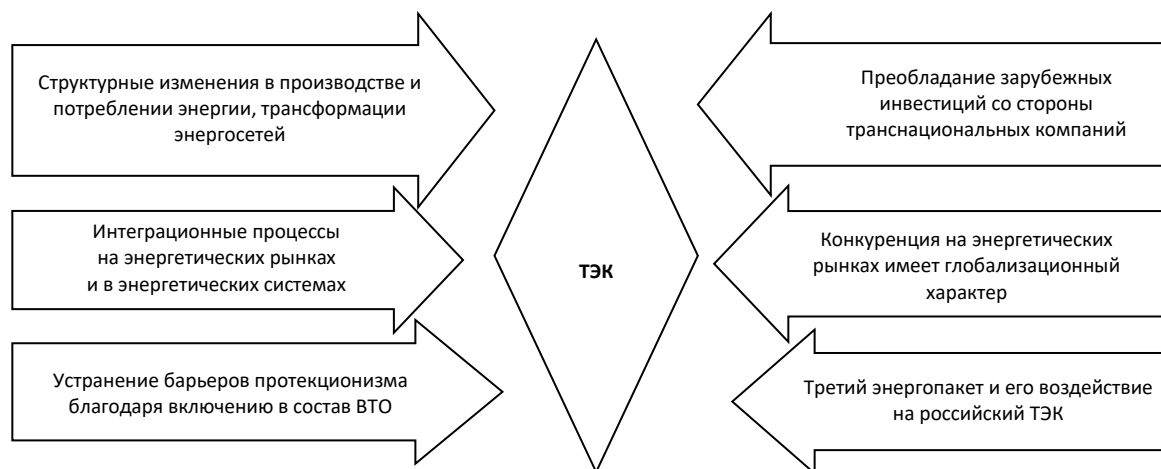 Структурные изменения в производстве и
потреблении энергии, трансформации
энергосетей
Интеграционные процессы
на энергетических рынках
и в энергетических системах
Устранение барьеров протекционизма
благодаря включению в состав ВТО
ТЭК
Преобладание зарубежных
инвестиций со стороны
транснациональных компаний
Конкуренция на энергетических
рынках имеет глобализационный
характер
Третий энергопакет и его воздействие
на российский ТЭК